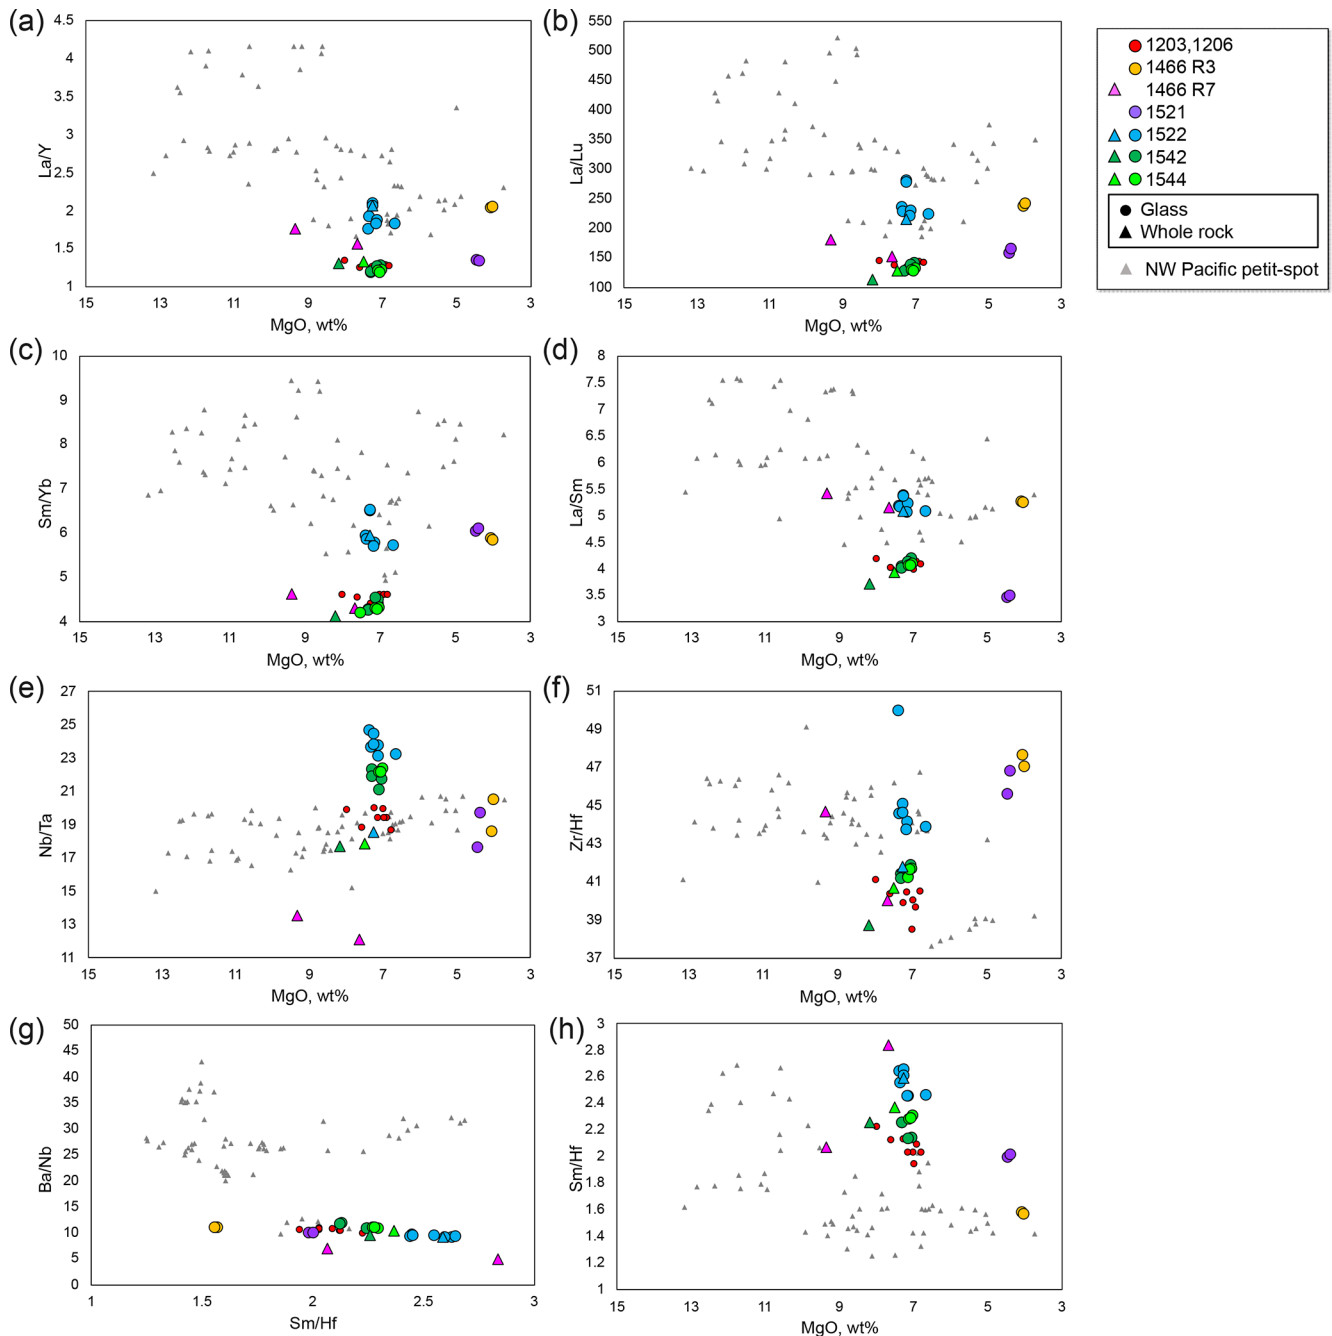 (a)
4.5
4
3.5
3
2.5
2
1.5
1
La/Y
15 13 11 9 7 5 3
MgO, wt%
(b)
550
500
450
400
350
300
250
200
150
100
La/Lu
15 13 11 9 7 5 3
MgO, wt%
1203,1206
1466 R3
1466 R7
1521
1522
1542
1544
Glass
Whole rock
NW Pacific petit-spot
(c)
10
9
8
7
6
5
4
Sm/Yb
15 13 11 9 7 5 3
MgO, wt%
(d)
8
7.5
7
6.5
6
5.5
5
4.5
4
3.5
3
La/Sm
15 13 11 9 7 5 3
MgO, wt%
(e)
27
25
23
21
19
17
15
13
11
Nb/Ta
15 13 11 9 7 5 3
MgO, wt%
(f)
51
49
47
45
43
41
39
37
Zr/Hf
15 13 11 9 7 5 3
MgO, wt%
(g)
50
45
40
35
30
25
20
15
10
5
0
Ba/Nb
1 1.5 2 2.5 3
Sm/Hf
(h)
3
2.8
2.6
2.4
2.2
2
1.8
1.6
1.4
1.2
1
Sm/Hf
15 13 11 9 7 5 3
MgO, wt%